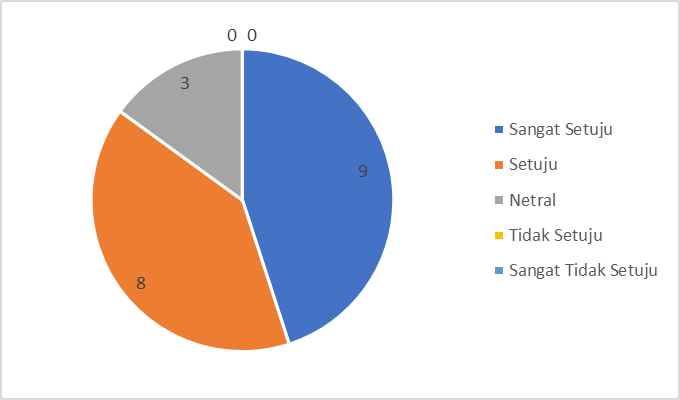 0 0
3
9
8
Sangat Setuju
Setuju
Netral
Tidak Setuju
Sangat Tidak Setuju